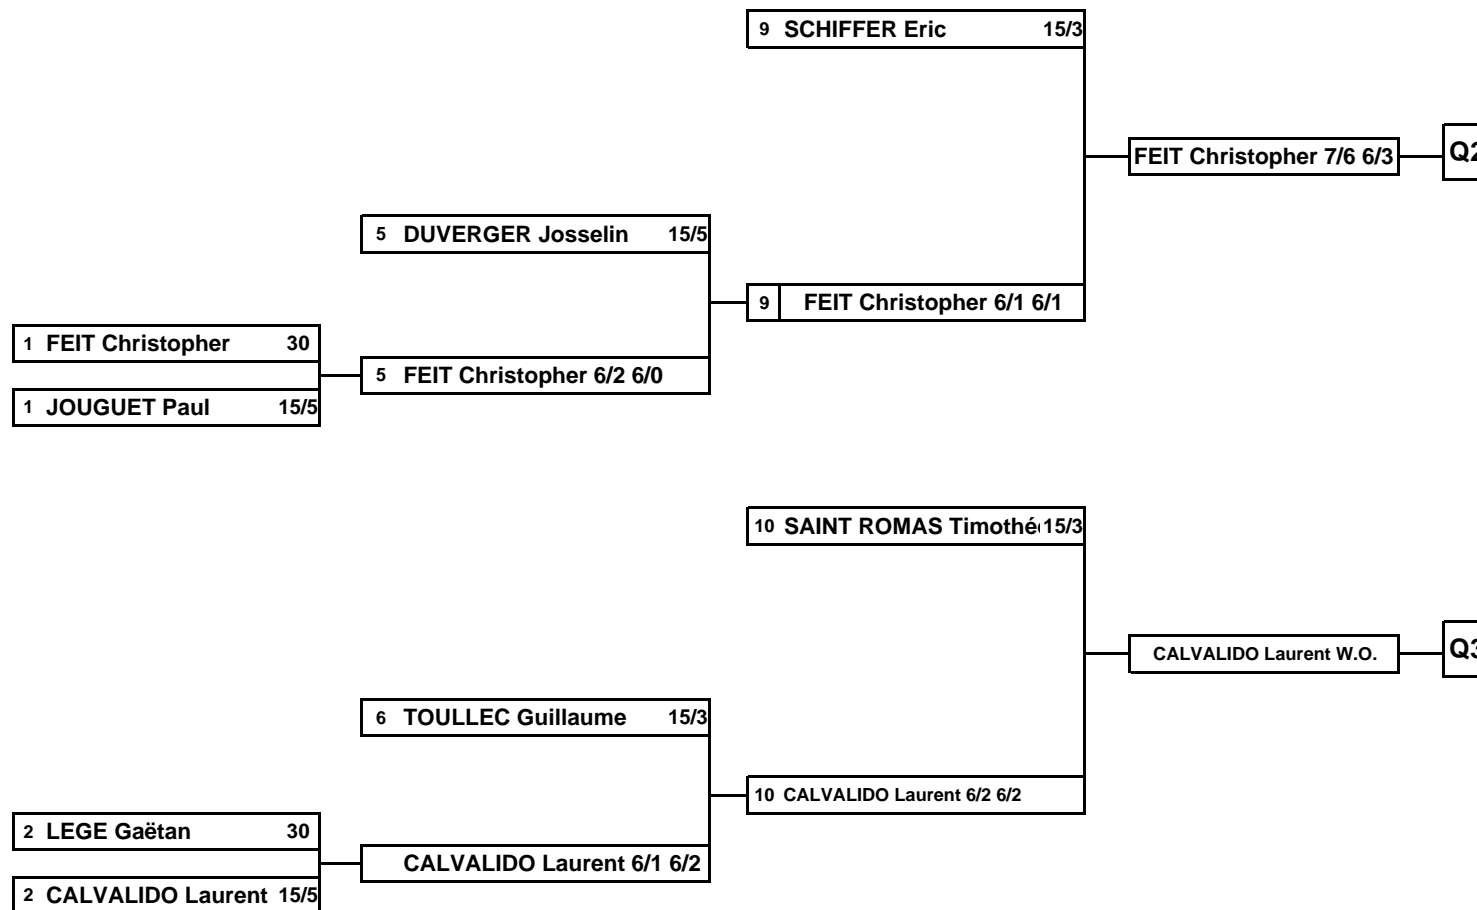 9 SCHIFFER Eric 15/3
FEIT Christopher 7/6 6/3
Q2
5 DUVERGER Josselin 15/5
9 FEIT Christopher 6/1 6/1
1 FEIT Christopher 30
5 FEIT Christopher 6/2 6/0
1 JOUGUET Paul 15/5
10 SAINT ROMAS Timothé 15/3
CALVALIDO Laurent W.O.
Q3
6 TOULLEC Guillaume 15/3
10 CALVALIDO Laurent 6/2 6/2
2 LEGE Gaëtan 30
CALVALIDO Laurent 6/1 6/2
2 CALVALIDO Laurent 15/5